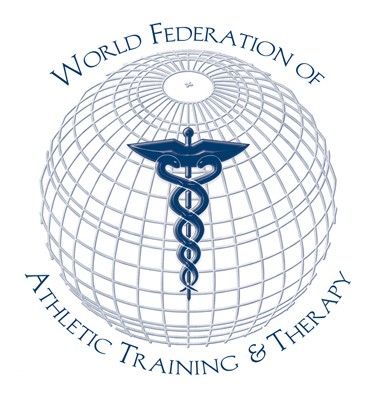 WORLD FEDERATION OF
ATHLETIC TRAINING & THERAPY